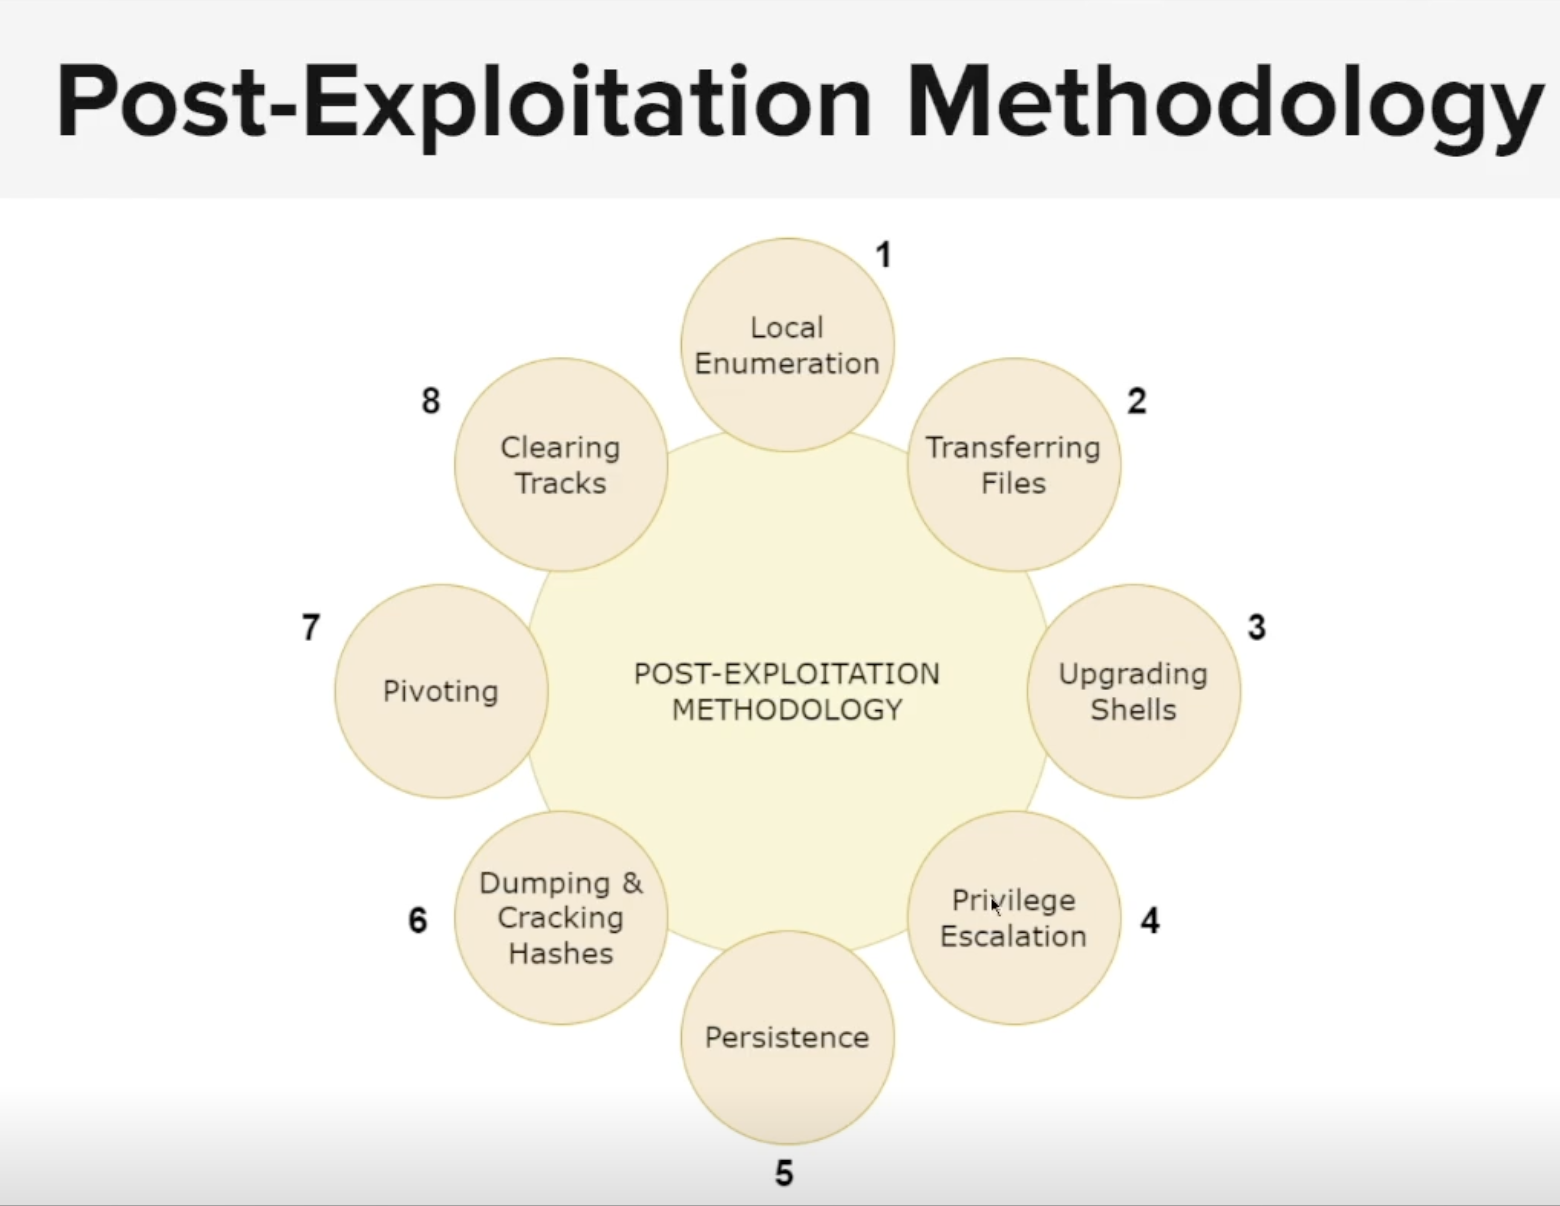 Post-Exploitation Methodology
1
Local
Enumeration
2
Transferring
Files
3
Upgrading
Shells
4
Privilege
Escalation
5
Persistence
6
Dumping &
Cracking
Hashes
7
Pivoting
8
Clearing
Tracks
POST-EXPLOITATION
METHODOLOGY